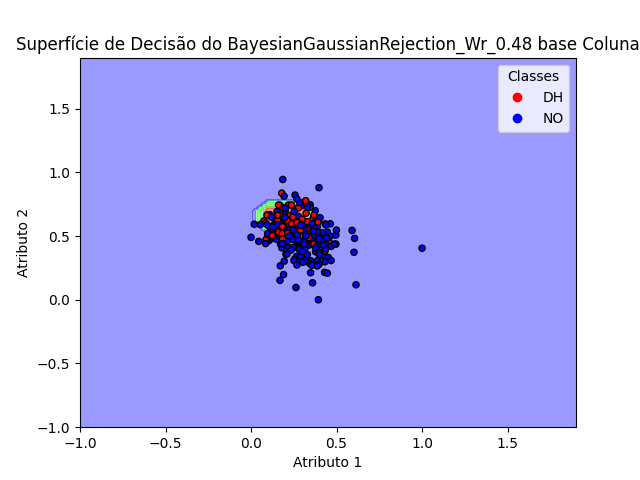 Superfície de Decisão do BayesianGaussianRejection_Wr_0.48 base Coluna
Classes
DH
NO
Atributo 2
1.5
1.0
0.5
0.0
−0.5
−1.0
−1.0 −0.5 0.0 0.5 1.0 1.5
Atributo 1